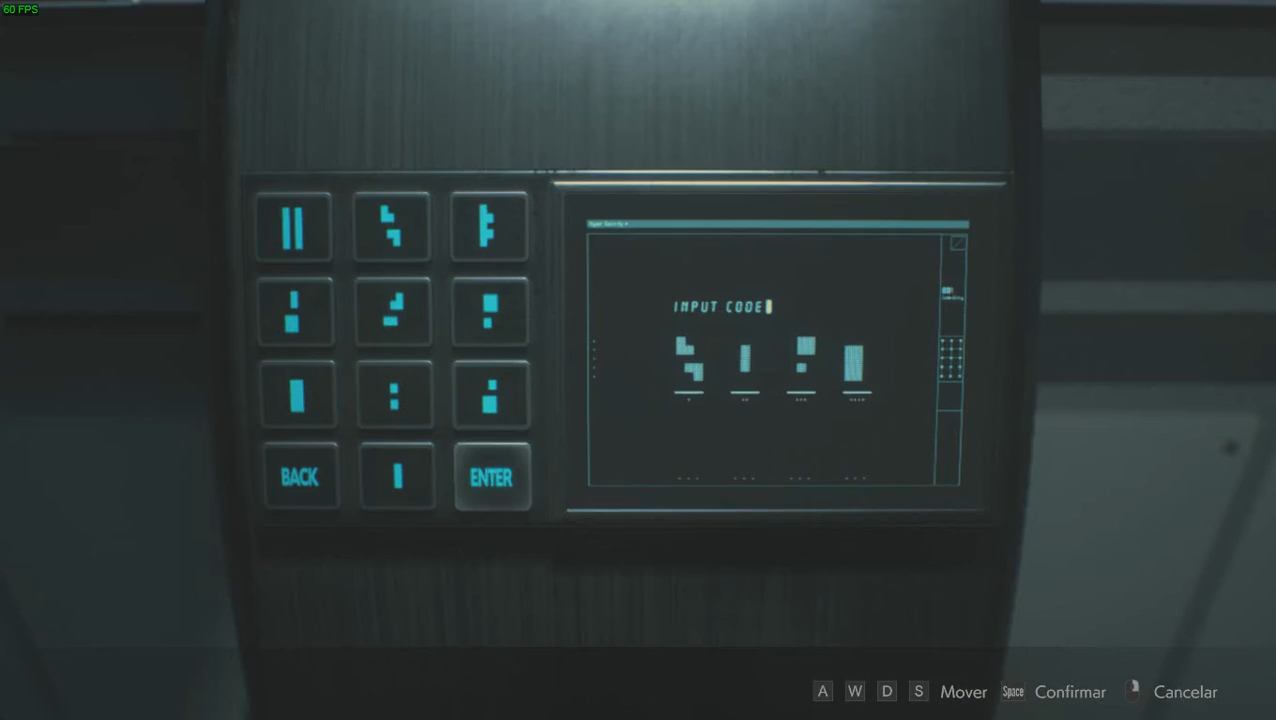 60 FPS
INPUT CODE
BACK
ENTER
A W D S Mover Space Confirmar Cancelar